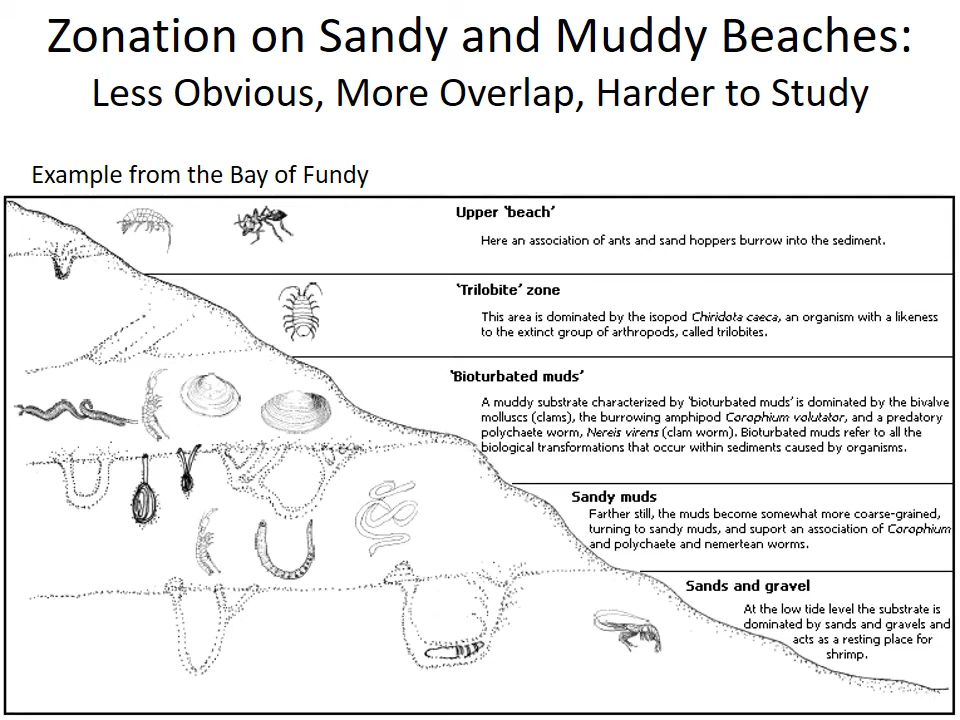 Zonation on Sandy and Muddy Beaches:
Less Obvious, More Overlap, Harder to Study
Example from the Bay of Fundy
Upper 'beach'
Here an association of ants and sand hoppers burrow into the sediment.
'Trilobite' zone
This area is dominated by the isopod Chiridota caeca, an organism with a likeness
to the extinct group of arthropods, called trilobites.
'Bioturbated muds'
A muddy substrate characterized by 'bioturbated muds' is dominated by the bivalve
molluscs (clams), the burrowing amphipod Corophium volutator, and a predatory
polychaete worm, Nereis virens (clam worm). Bioturbated muds refer to all the
biological transformations that occur within sediments caused by organisms.
Sandy muds
Farther still, the muds become somewhat more coarse-grained,
turning to sandy muds, and suport an association of Corophium
and polychaete and nemertean worms.
Sands and gravel
At the low tide level the substrate is
dominated by sands and gravels and
acts as a resting place for
shrimp.